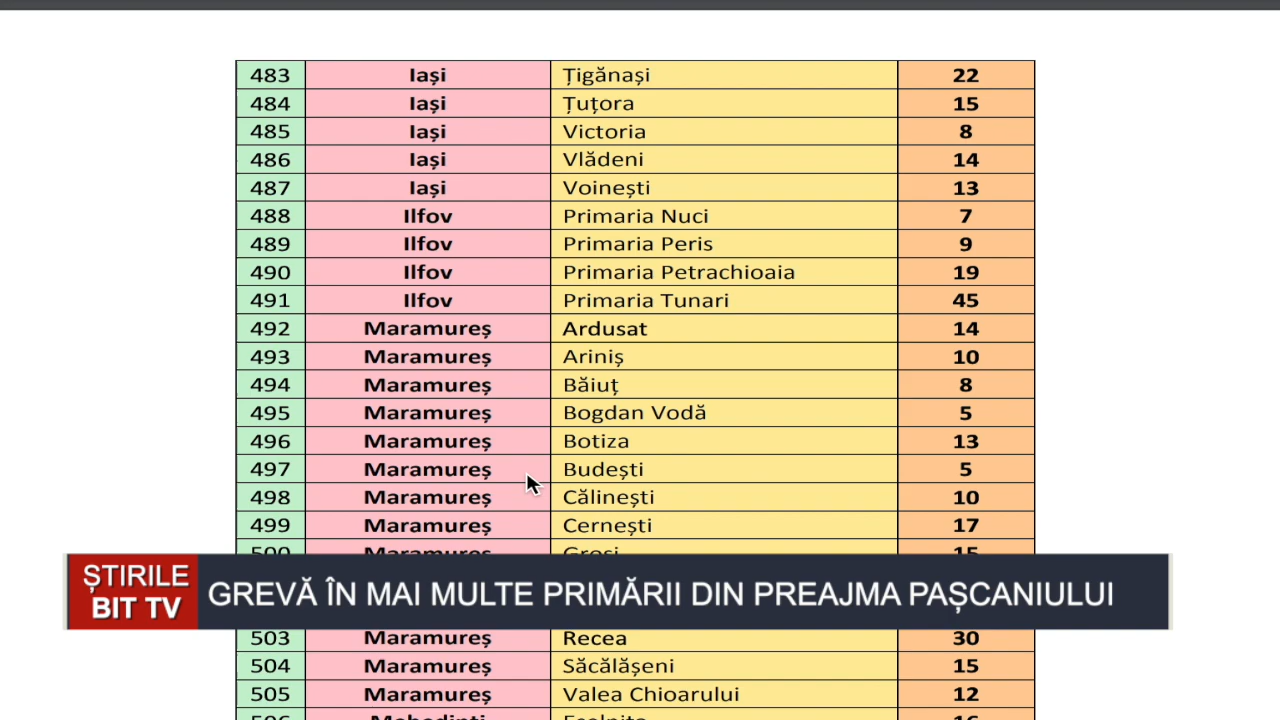 483 Iași Țigănași 22
484 Iași Țuțora 15
485 Iași Victoria 8
486 Iași Vlădeni 14
487 Iași Voinești 13
488 Ilfov Primaria Nuci 7
489 Ilfov Primaria Peris 9
490 Ilfov Primaria Petrachioaia 19
491 Ilfov Primaria Tunari 45
492 Maramureș Ardusat 14
493 Maramureș Ariniș 10
494 Maramureș Băiuț 8
495 Maramureș Bogdan Vodă 5
496 Maramureș Botiza 13
497 Maramureș Budești 5
498 Maramureș Călinești 10
499 Maramureș Cernești 17
500 Maramureș Groși 15
ȘTIRILE
BIT TV
GREVĂ ÎN MAI MULTE PRIMĂRII DIN PREAJMA PAȘCANIULUI
503 Maramureș Recea 30
504 Maramureș Săcălășeni 15
505 Maramureș Valea Chioarului 12
506